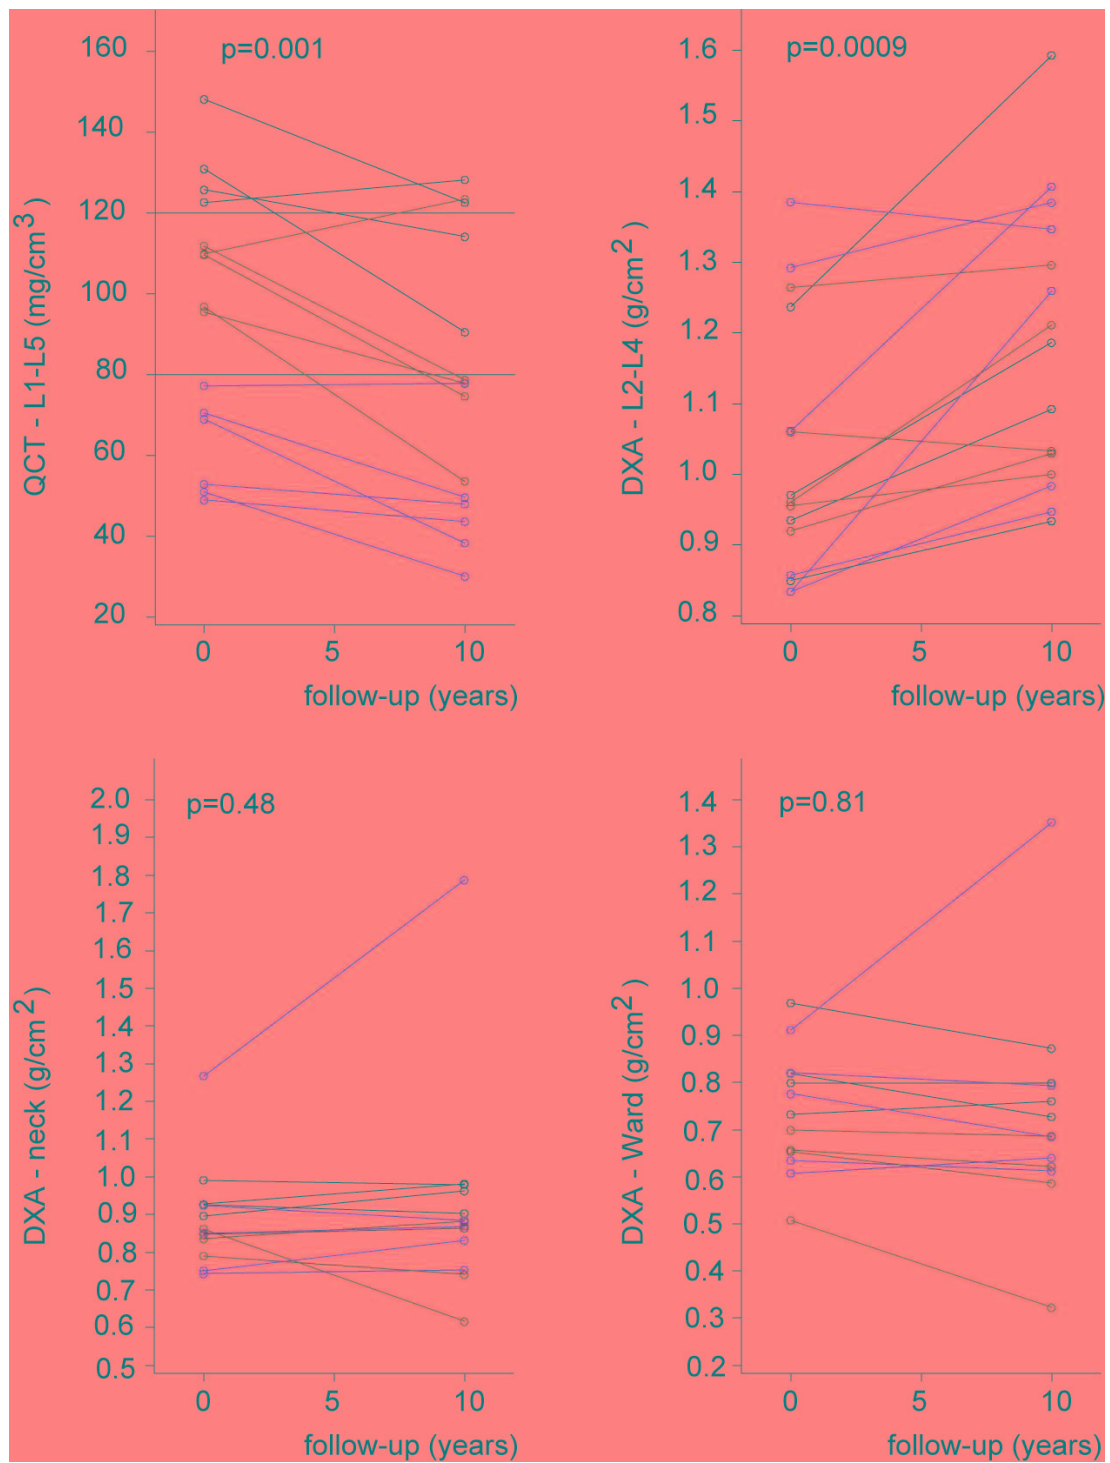 p=0.001
160
140
120
100
80
60
40
20
QCT - L1-L5 (mg/cm³)
0 5 10
follow-up (years)
p=0.0009
1.6
1.5
1.4
1.3
1.2
1.1
1.0
0.9
0.8
DXA - L2-L4 (g/cm²)
0 5 10
follow-up (years)
p=0.48
2.0
1.9
1.8
1.7
1.6
1.5
1.4
1.3
1.2
1.1
1.0
0.9
0.8
0.7
0.6
0.5
DXA - neck (g/cm²)
0 5 10
follow-up (years)
p=0.81
1.4
1.3
1.2
1.1
1.0
0.9
0.8
0.7
0.6
0.5
0.4
0.3
0.2
DXA - Ward (g/cm²)
0 5 10
follow-up (years)